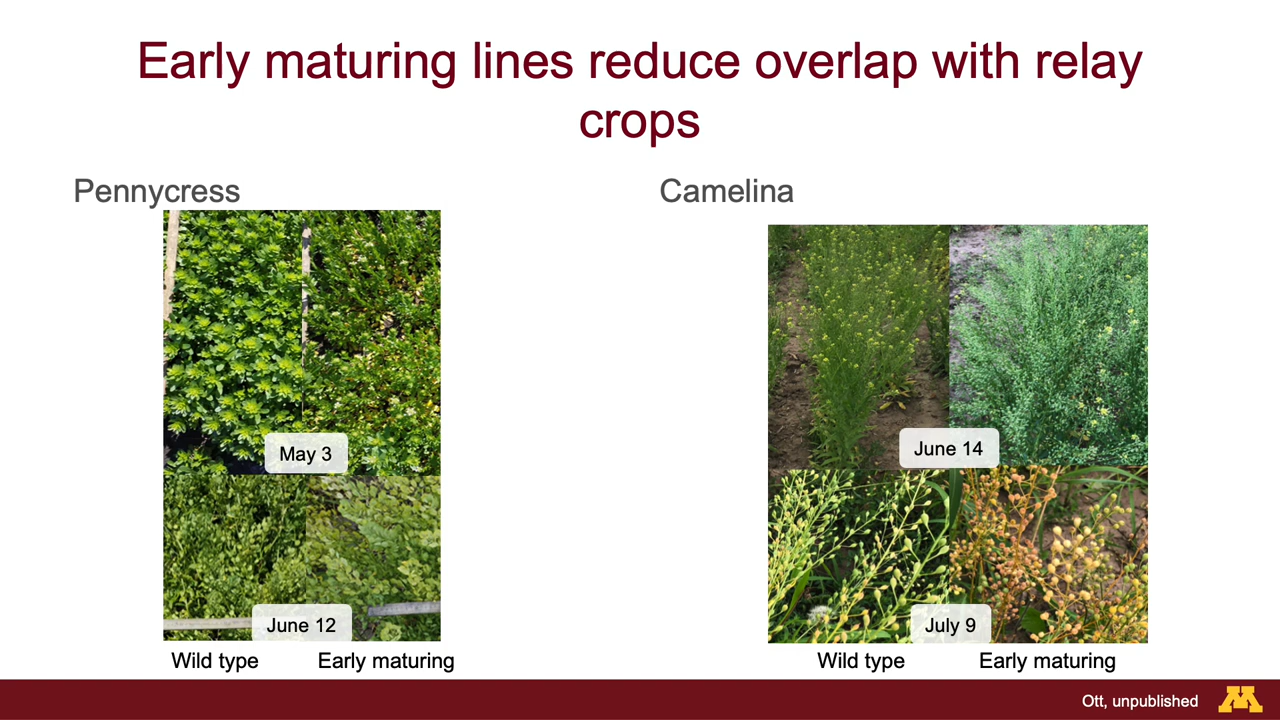 Early maturing lines reduce overlap with relay
crops
Pennycress
Camelina
May 3
June 14
June 12
July 9
Wild type
Early maturing
Wild type
Early maturing
Ott, unpublished
M